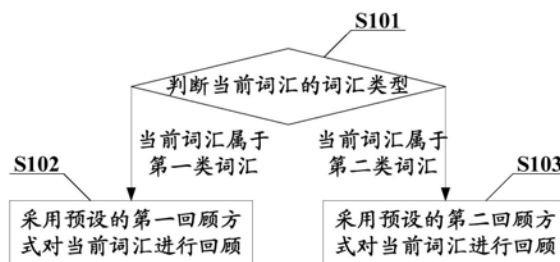 S101
判断当前词汇的词汇类型
当前词汇属于
第一类词汇
当前词汇属于
第二类词汇
S102
S103
采用预设的第一回顾方
式对当前词汇进行回顾
采用预设的第二回顾方
式对当前词汇进行回顾